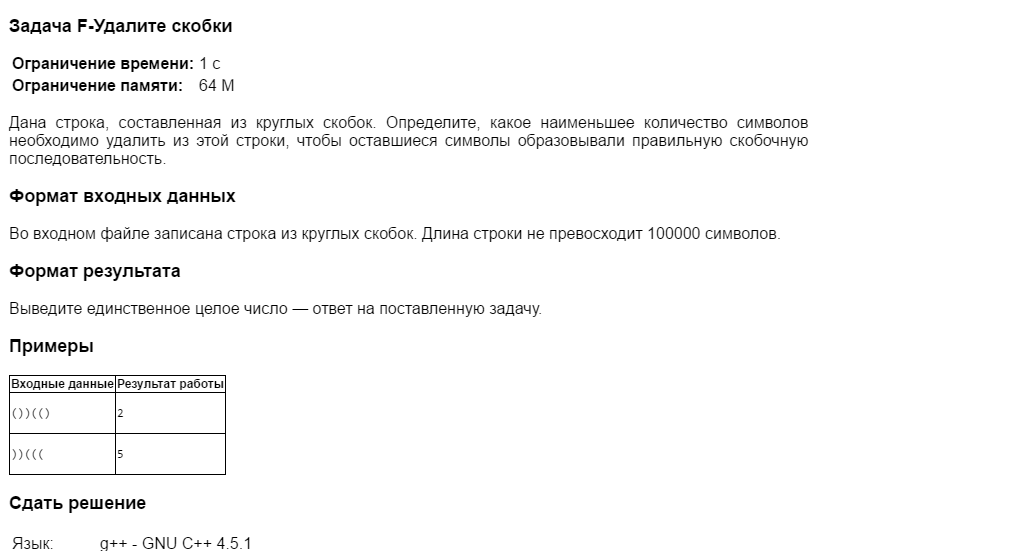 Задача F-Удалите скобки
Ограничение времени: 1 с
Ограничение памяти: 64 M
Дана строка, составленная из круглых скобок. Определите, какое наименьшее количество символов
необходимо удалить из этой строки, чтобы оставшиеся символы образовывали правильную скобочную
последовательность.
Формат входных данных
Во входном файле записана строка из круглых скобок. Длина строки не превосходит 100000 символов.
Формат результата
Выведите единственное целое число — ответ на поставленную задачу.
Примеры
Входные данные Результат работы
())(() 2
))((( 5
Сдать решение
Язык: g++ - GNU C++ 4.5.1